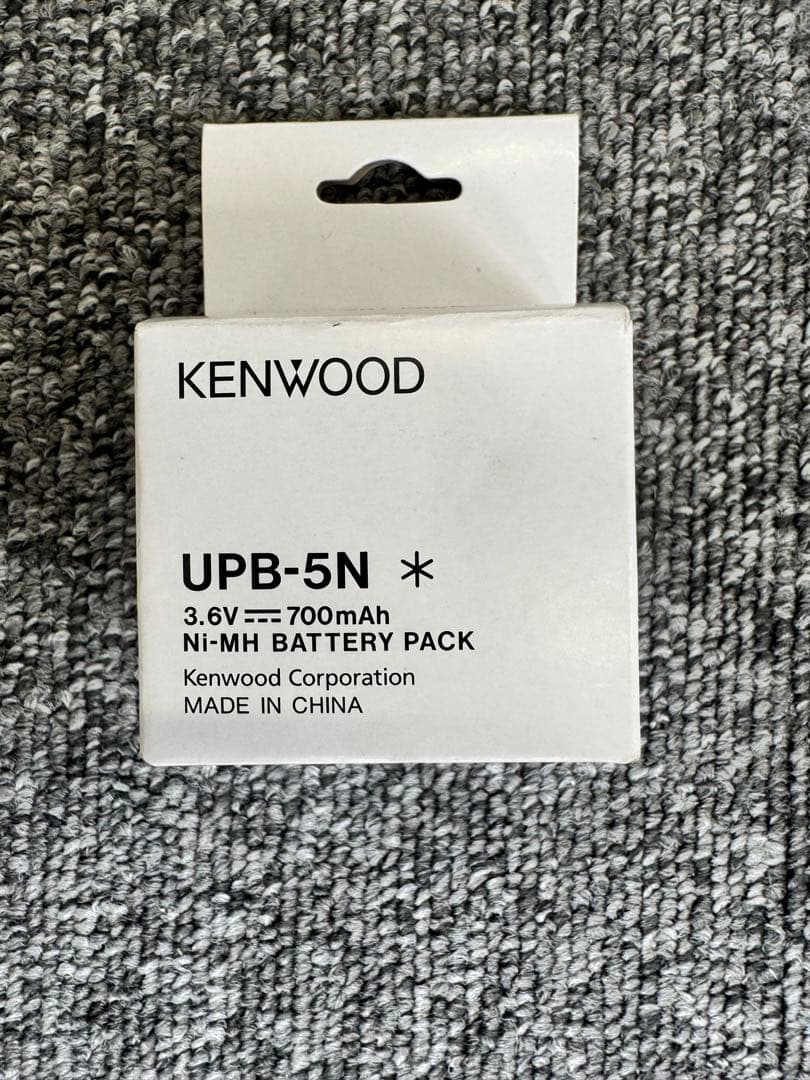 KENWOOD
UPB-5N *
3.6V ⎓ 700mAh
Ni-MH BATTERY PACK
Kenwood Corporation
MADE IN CHINA